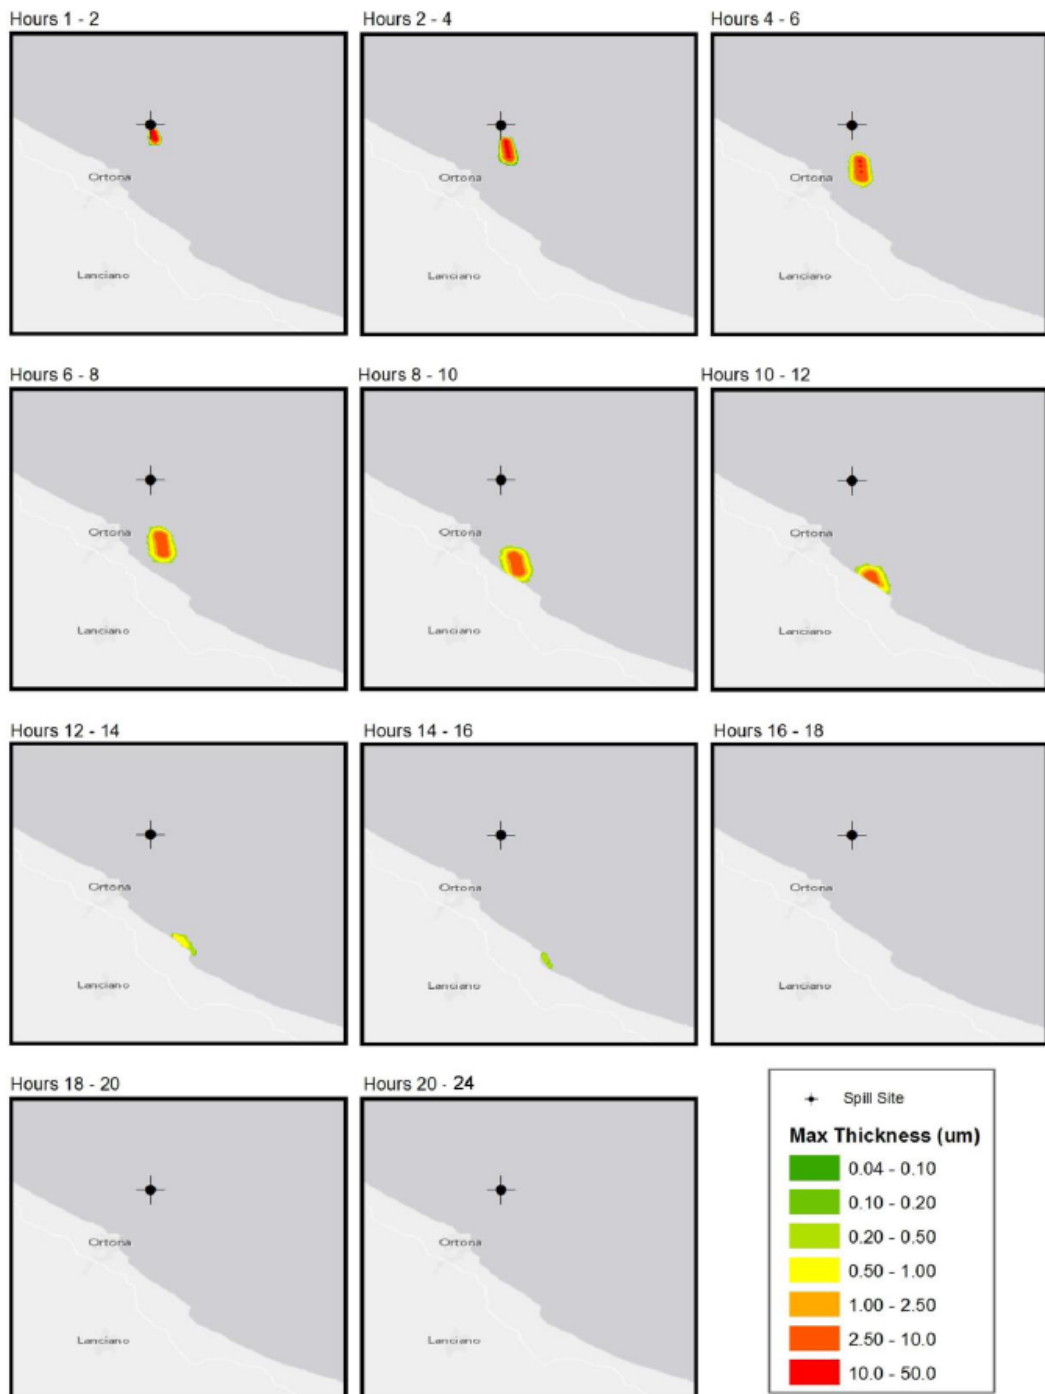 Hours 1 - 2
Hours 2 - 4
Hours 4 - 6
Ortona
Lanciano
Ortona
Lanciano
Ortona
Lanciano
Hours 6 - 8
Hours 8 - 10
Hours 10 - 12
Ortona
Lanciano
Ortona
Lanciano
Ortona
Lanciano
Hours 12 - 14
Hours 14 - 16
Hours 16 - 18
Ortona
Lanciano
Ortona
Lanciano
Ortona
Lanciano
Hours 18 - 20
Hours 20 - 24
Ortona
Lanciano
Ortona
Lanciano
Spill Site
Max Thickness (um)
0.04 - 0.10
0.10 - 0.20
0.20 - 0.50
0.50 - 1.00
1.00 - 2.50
2.50 - 10.0
10.0 - 50.0